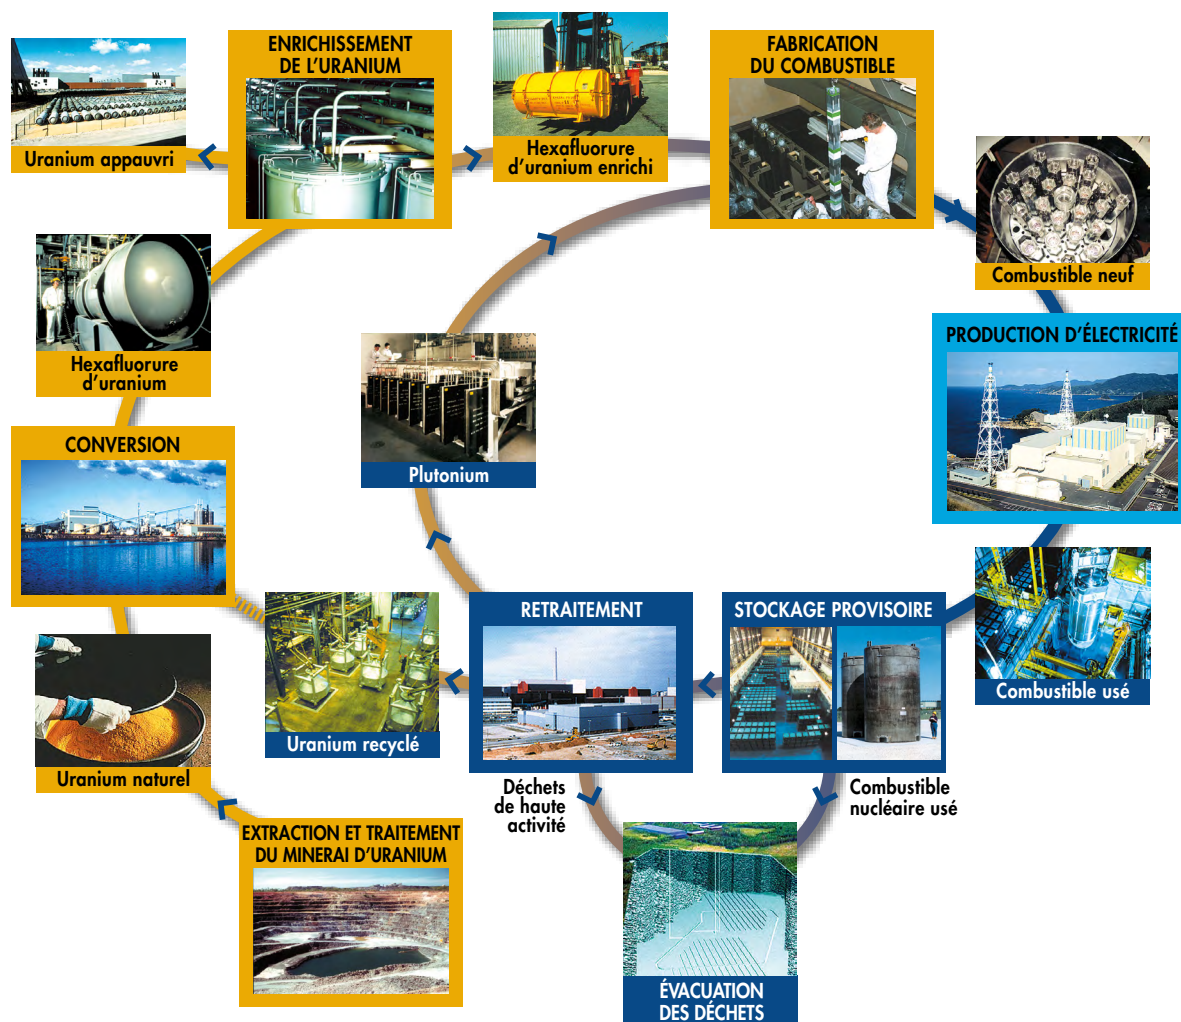 ENRICHISSEMENT
DE L'URANIUM
FABRICATION
DU COMBUSTIBLE
Uranium appauvri
Hexafluorure
d'uranium enrichi
Combustible neuf
Hexafluorure
d'uranium
PRODUCTION D'ÉLECTRICITÉ
CONVERSION
Plutonium
RETRAITEMENT
STOCKAGE PROVISOIRE
Combustible usé
Uranium recyclé
Uranium naturel
Déchets
de haute
activité
Combustible
nucléaire usé
EXTRACTION ET TRAITEMENT
DU MINERAI D'URANIUM
ÉVACUATION
DES DÉCHETS